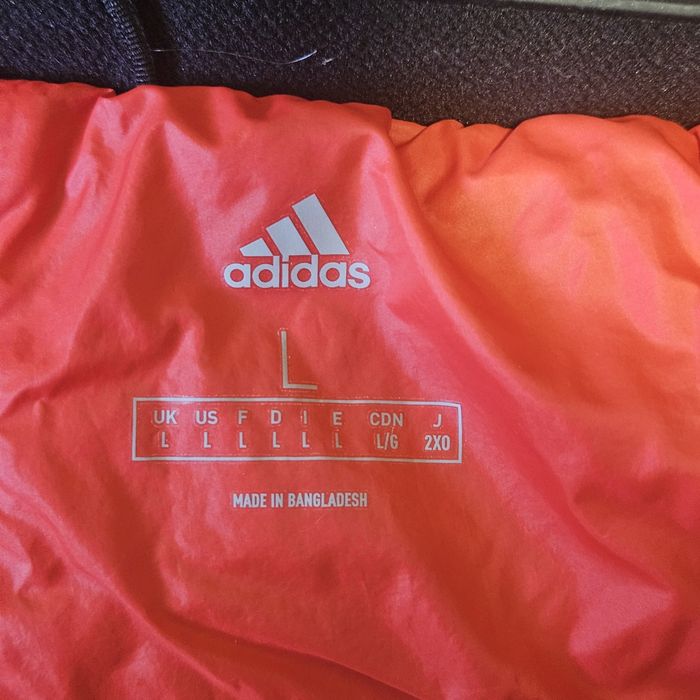 adidas
L
UK US F D I E CDN J
L L L L L L L/G 2XO
MADE IN BANGLADESH